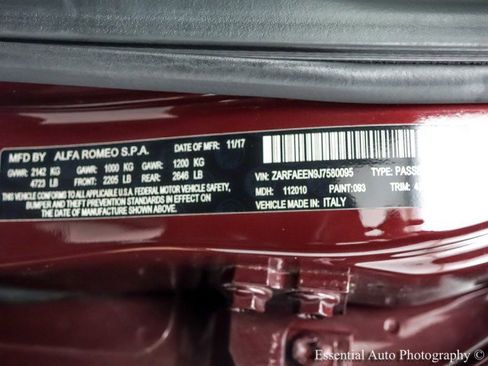 MFD BY ALFA ROMEO S.P.A. DATE OF MFR. 11/17
GVWR: 2142 KG GAWR: 1000 KG GAWR: 1200 KG
4723 LB FRONT: 2205 LB REAR: 2646 LB
THIS VEHICLE CONFORMS TO ALL APPLICABLE SAFETY,
BUMPER AND THEFT PREVENTION STANDARDS IN EFFECT ON THE
DATE OF MANUFACTURE SHOWN ABOVE.
VIN: ZARFAEEN9J7580095 TYPE:
MDH: 112010 PAINT: 093 TRIM:
VEHICLE MADE IN: ITALY
Essential Auto Photography ©